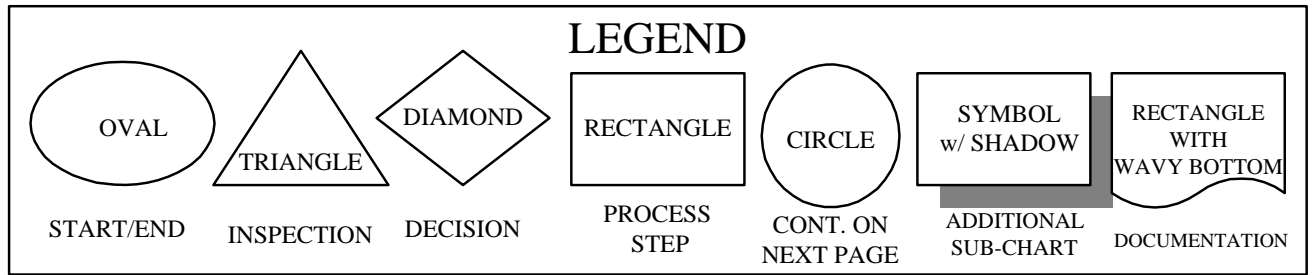 LEGEND
OVAL
TRIANGLE
DIAMOND
RECTANGLE
CIRCLE
SYMBOL
w/ SHADOW
RECTANGLE
WITH
WAVY BOTTOM
START/END
INSPECTION
DECISION
PROCESS
STEP
CONT. ON
NEXT PAGE
ADDITIONAL
SUB-CHART
DOCUMENTATION